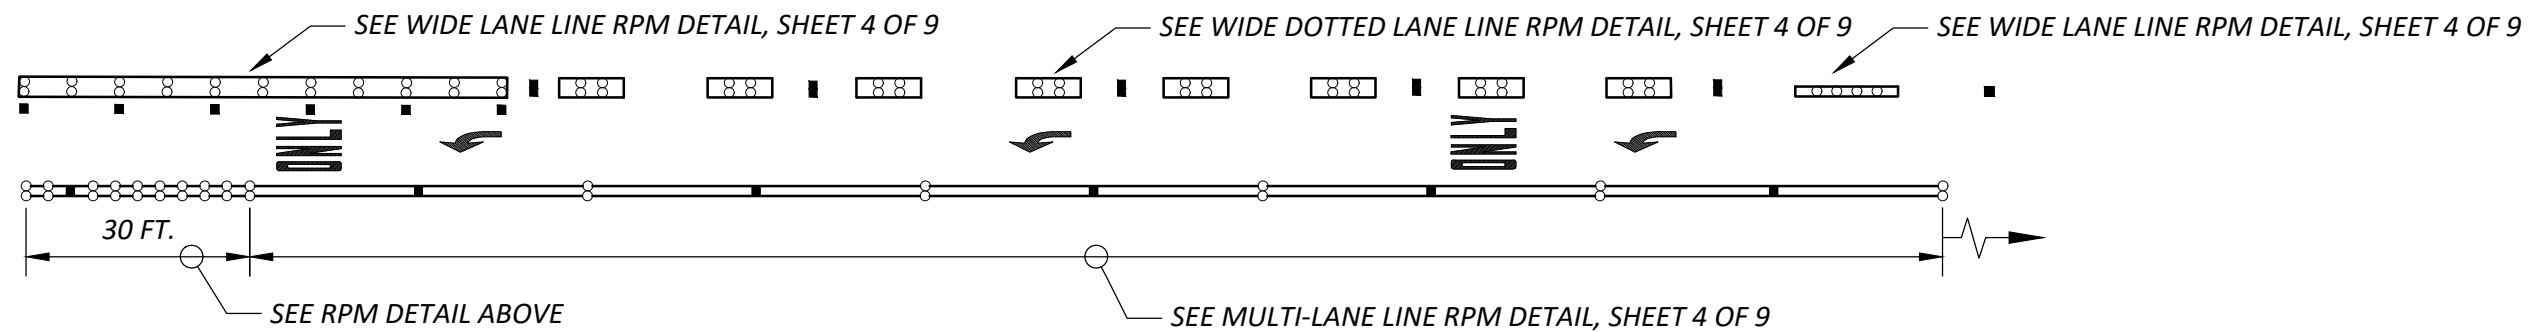 SEE WIDE LANE LINE RPM DETAIL, SHEET 4 OF 9
SEE WIDE DOTTED LANE LINE RPM DETAIL, SHEET 4 OF 9
SEE WIDE LANE LINE RPM DETAIL, SHEET 4 OF 9
ONLY
ONLY
30 FT.
SEE RPM DETAIL ABOVE
SEE MULTI-LANE LINE RPM DETAIL, SHEET 4 OF 9